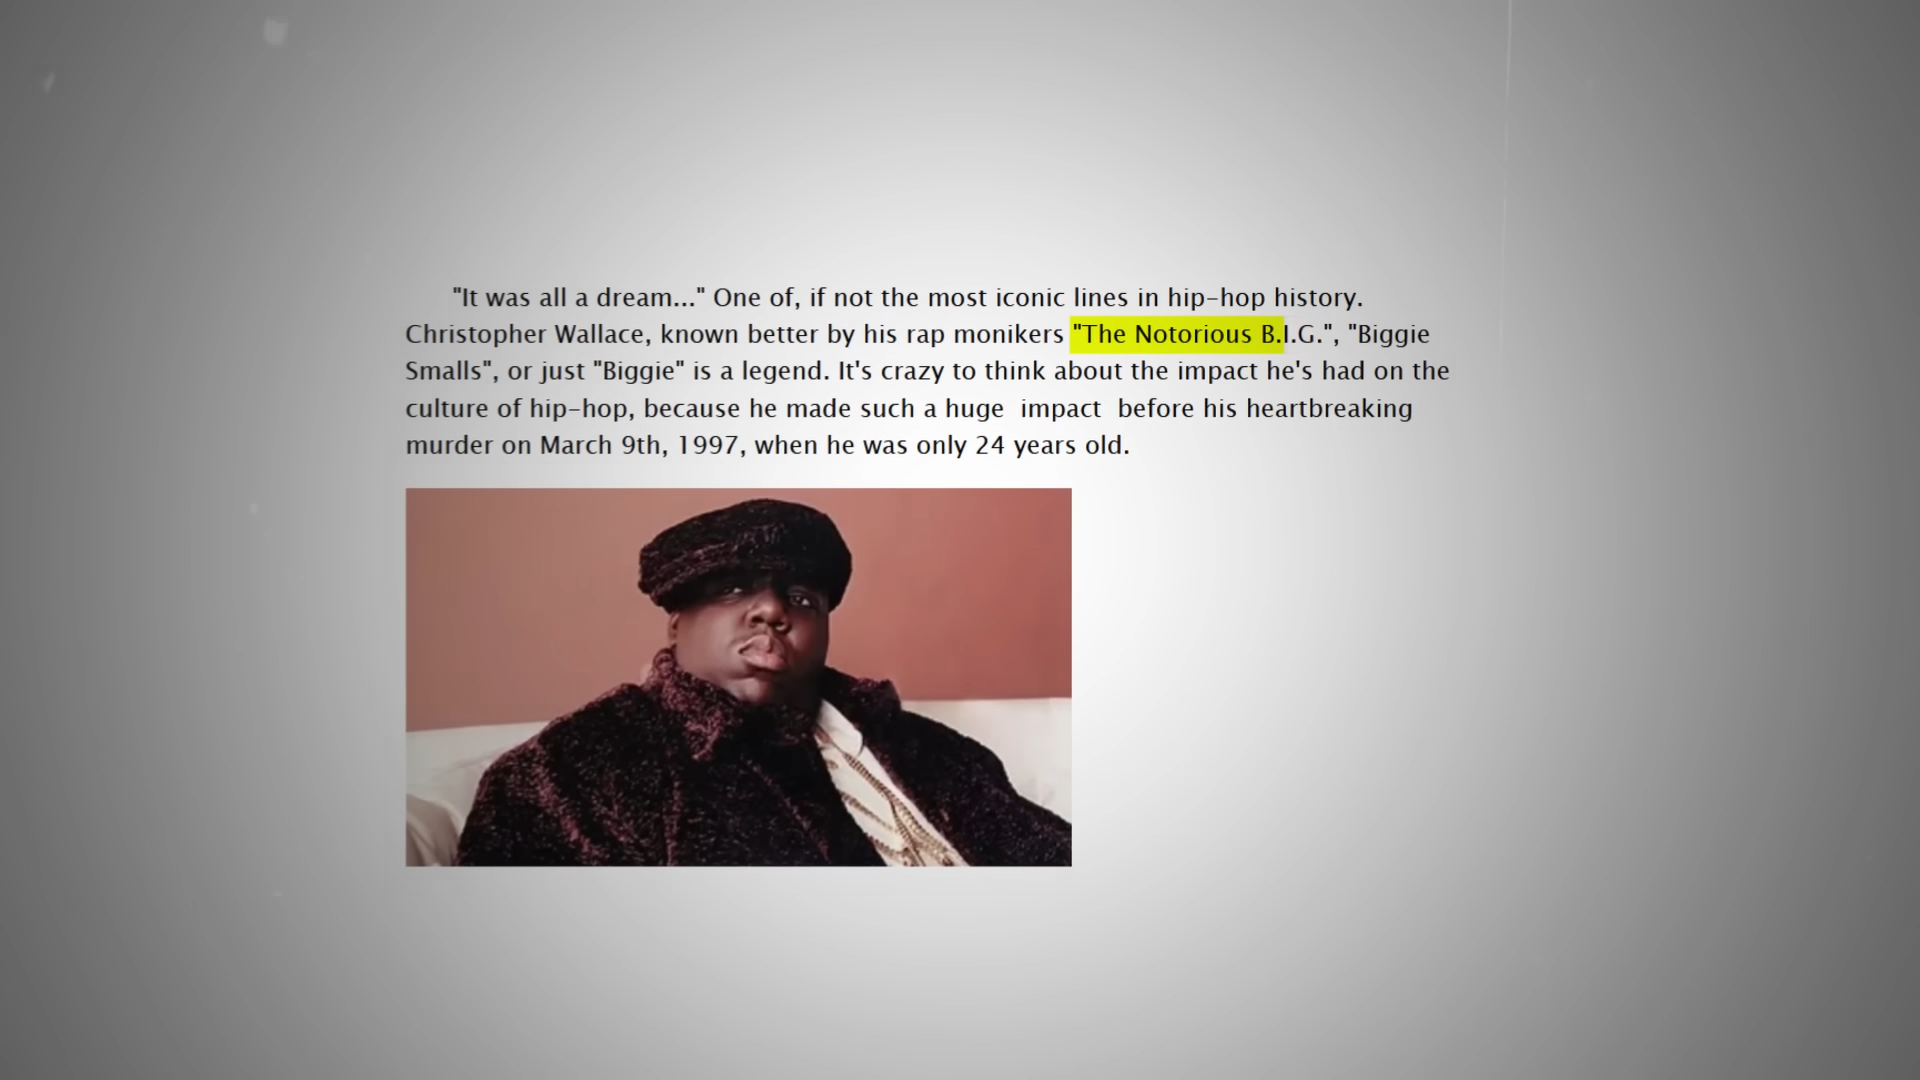 "It was all a dream..." One of, if not the most iconic lines in hip-hop history.
Christopher Wallace, known better by his rap monikers "The Notorious B.I.G.", "Biggie
Smalls", or just "Biggie" is a legend. It's crazy to think about the impact he's had on the
culture of hip-hop, because he made such a huge  impact  before his heartbreaking
murder on March 9th, 1997, when he was only 24 years old.